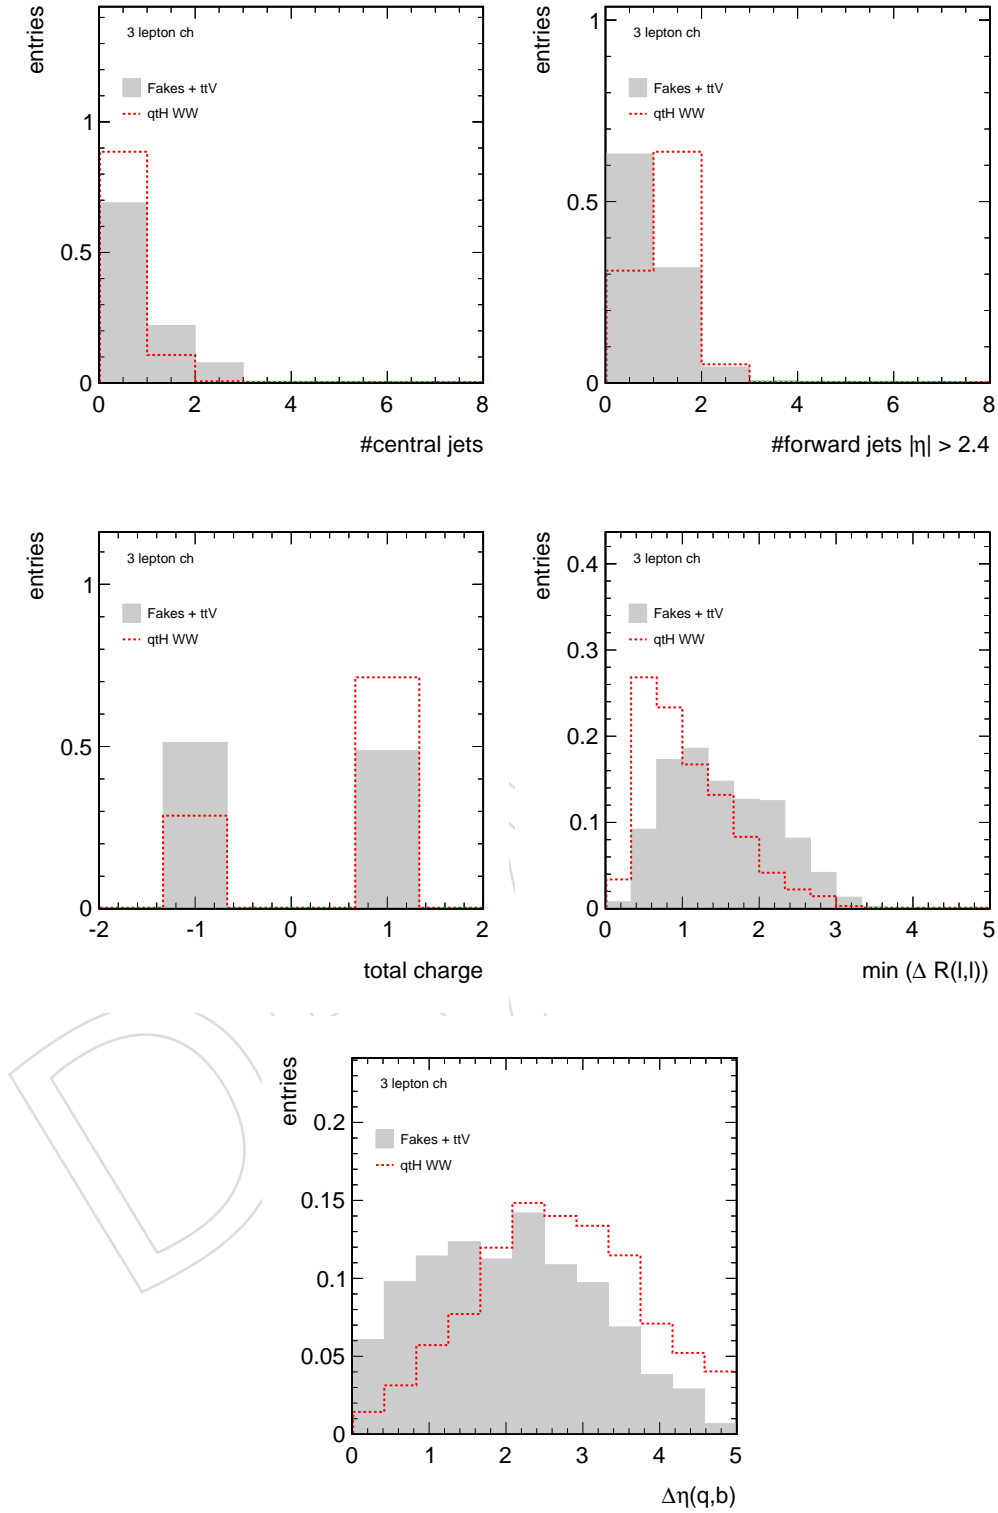 entries
3 lepton ch
Fakes + ttV
qtH WW
1
0.5
0
0 2 4 6 8
#central jets
entries
3 lepton ch
Fakes + ttV
qtH WW
1
0.5
0
0 2 4 6 8
#forward jets |η| > 2.4
entries
3 lepton ch
Fakes + ttV
qtH WW
1
0.5
0
-2 -1 0 1 2
total charge
entries
3 lepton ch
Fakes + ttV
qtH WW
0.4
0.3
0.2
0.1
0
0 1 2 3 4 5
min (Δ R(l,l))
entries
3 lepton ch
Fakes + ttV
qtH WW
0.2
0.15
0.1
0.05
0
0 1 2 3 4 5
Δη(q,b)